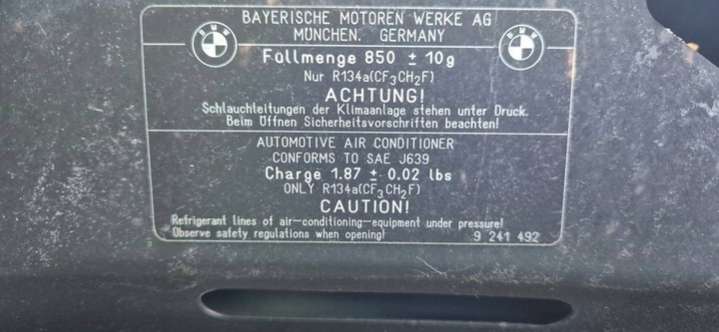 BAYERISCHE MOTOREN WERKE AG
MÜNCHEN. GERMANY
Füllmenge 850 ± 10g
Nur R134a(CF3CH2F)
ACHTUNG!
Schlauchleitungen der Klimaanlage stehen unter Druck.
Beim Öffnen Sicherheitsvorschriften beachten!
AUTOMOTIVE AIR CONDITIONER
CONFORMS TO SAE J639
Charge 1.87 ± 0.02 lbs
ONLY R134a(CF3CH2F)
CAUTION!
Refrigerant lines of air-conditioning-equipment under pressure!
Observe safety regulations when opening!
9 241 492